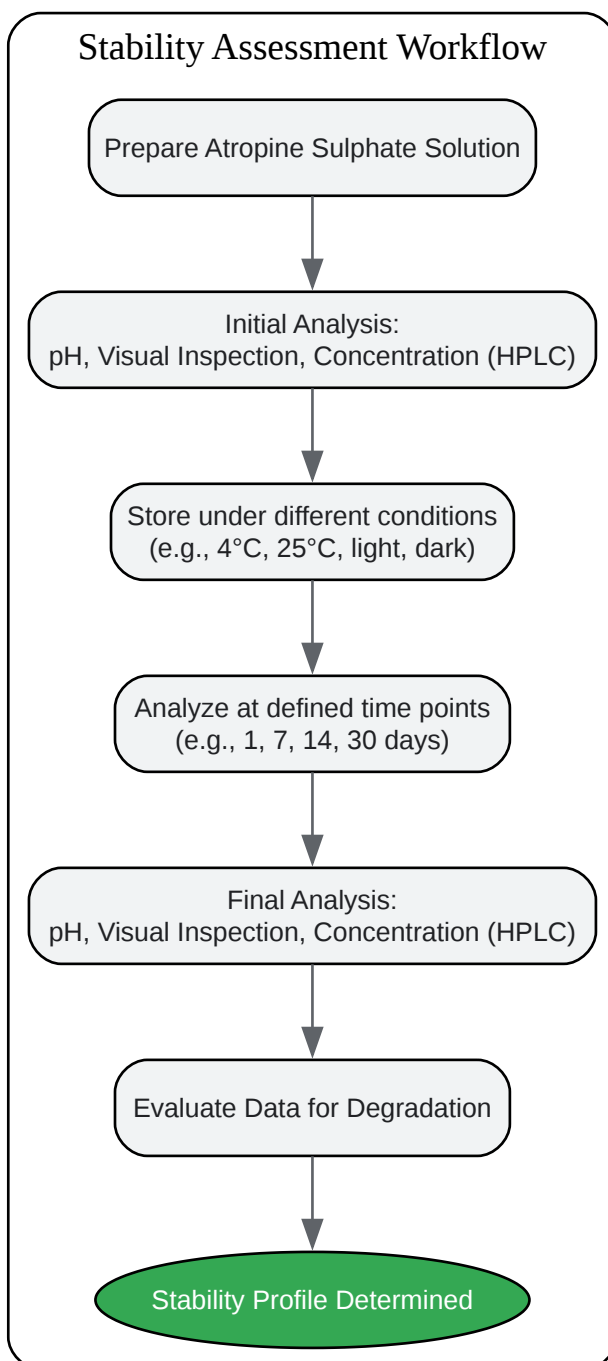 Stability Assessment Workflow
Prepare Atropine Sulphate Solution
Initial Analysis:
pH, Visual Inspection, Concentration (HPLC)
Store under different conditions
(e.g., 4°C, 25°C, light, dark)
Analyze at defined time points
(e.g., 1, 7, 14, 30 days)
Final Analysis:
pH, Visual Inspection, Concentration (HPLC)
Evaluate Data for Degradation
Stability Profile Determined